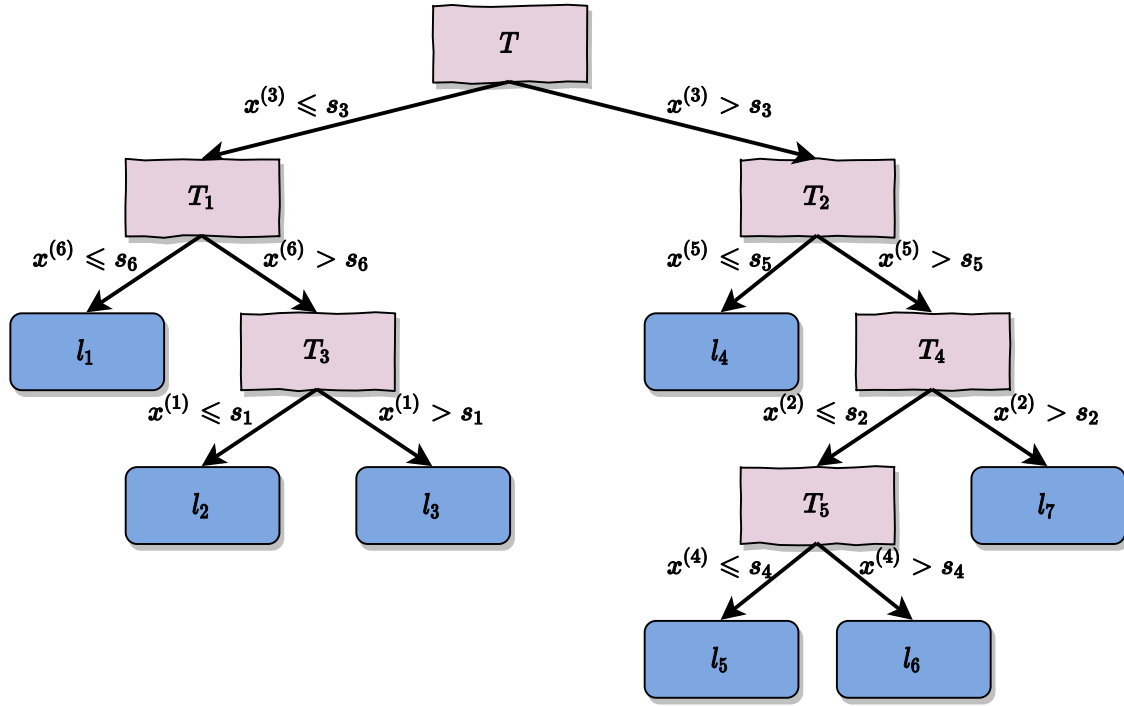 T
x^{(3)} ⩽ s_3
x^{(3)} > s_3
T_1
T_2
x^{(6)} ⩽ s_6
x^{(6)} > s_6
x^{(5)} ⩽ s_5
x^{(5)} > s_5
l_1
T_3
l_4
T_4
x^{(1)} ⩽ s_1
x^{(1)} > s_1
x^{(2)} ⩽ s_2
x^{(2)} > s_2
l_2
l_3
T_5
l_7
x^{(4)} ⩽ s_4
x^{(4)} > s_4
l_5
l_6